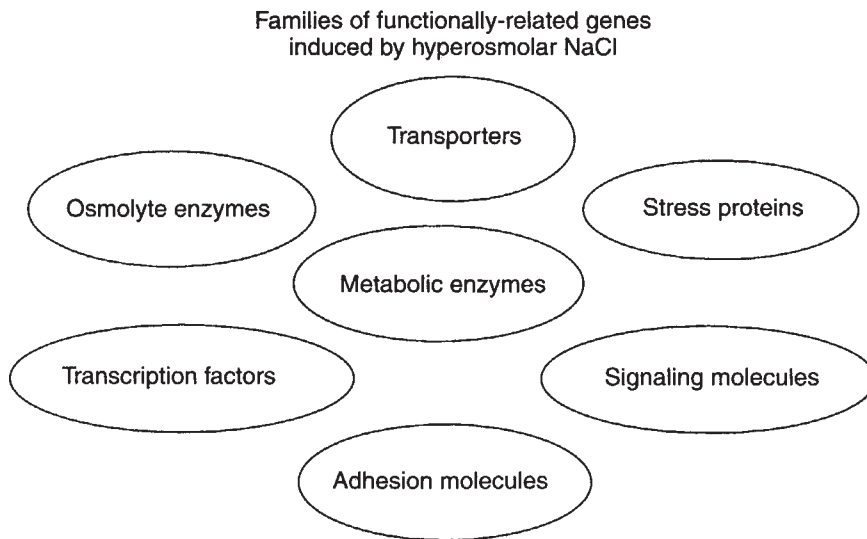 Families of functionally-related genes
induced by hyperosmolar NaCl
Transporters
Osmolyte enzymes
Stress proteins
Metabolic enzymes
Transcription factors
Signaling molecules
Adhesion molecules